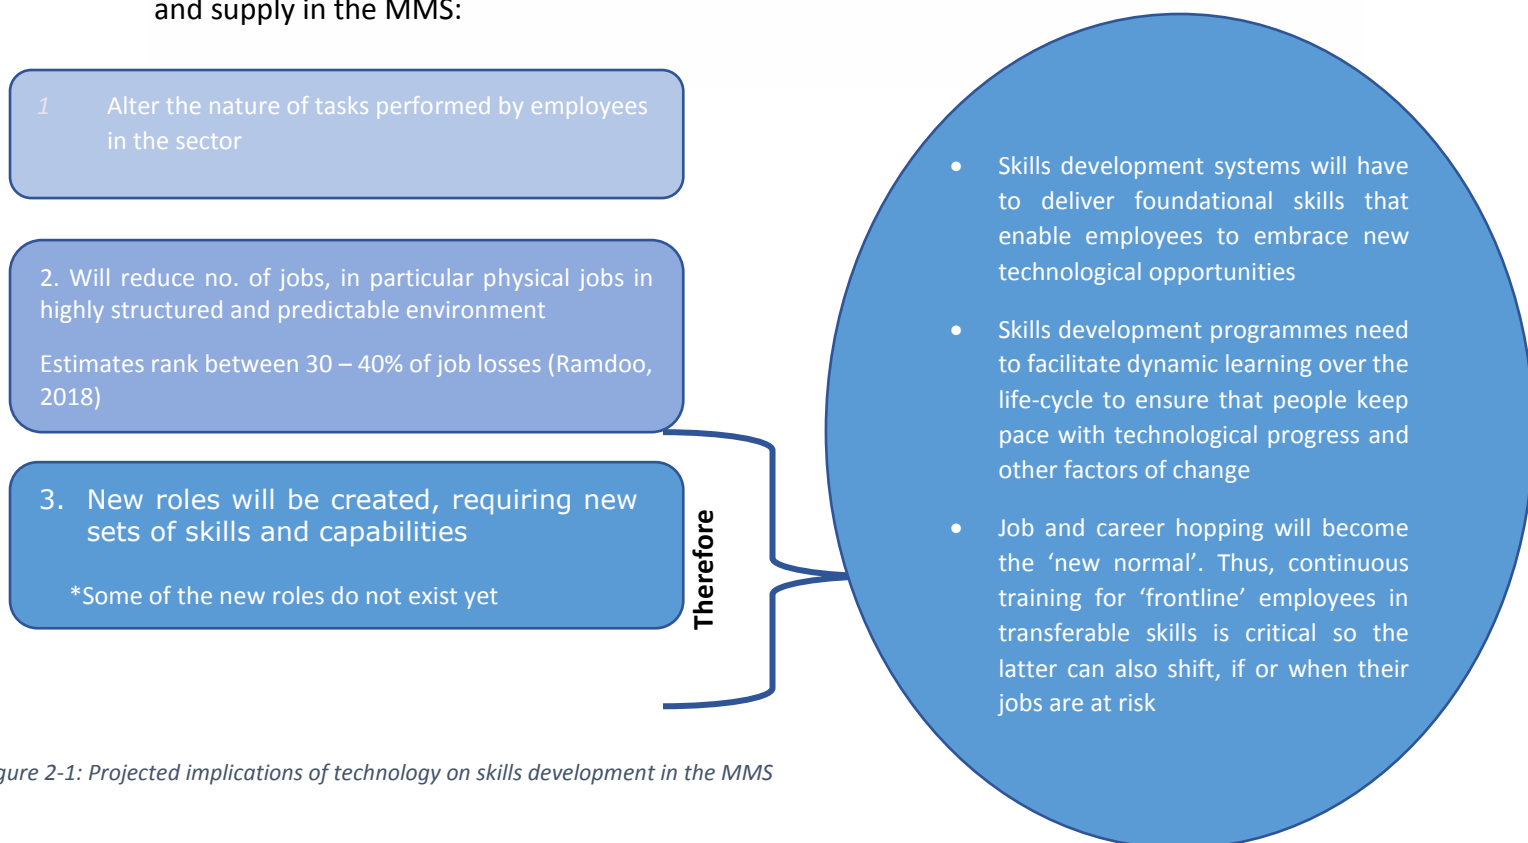 and supply in the MMS:
1 Alter the nature of tasks performed by employees
in the sector
2. Will reduce no. of jobs, in particular physical jobs in
highly structured and predictable environment
Estimates rank between 30 – 40% of job losses (Ramdoo,
2018)
3. New roles will be created, requiring new
sets of skills and capabilities
*Some of the new roles do not exist yet
Therefore
• Skills development systems will have
to deliver foundational skills that
enable employees to embrace new
technological opportunities
• Skills development programmes need
to facilitate dynamic learning over the
life-cycle to ensure that people keep
pace with technological progress and
other factors of change
• Job and career hopping will become
the ‘new normal’. Thus, continuous
training for ‘frontline’ employees in
transferable skills is critical so the
latter can also shift, if or when their
jobs are at risk
gure 2-1: Projected implications of technology on skills development in the MMS